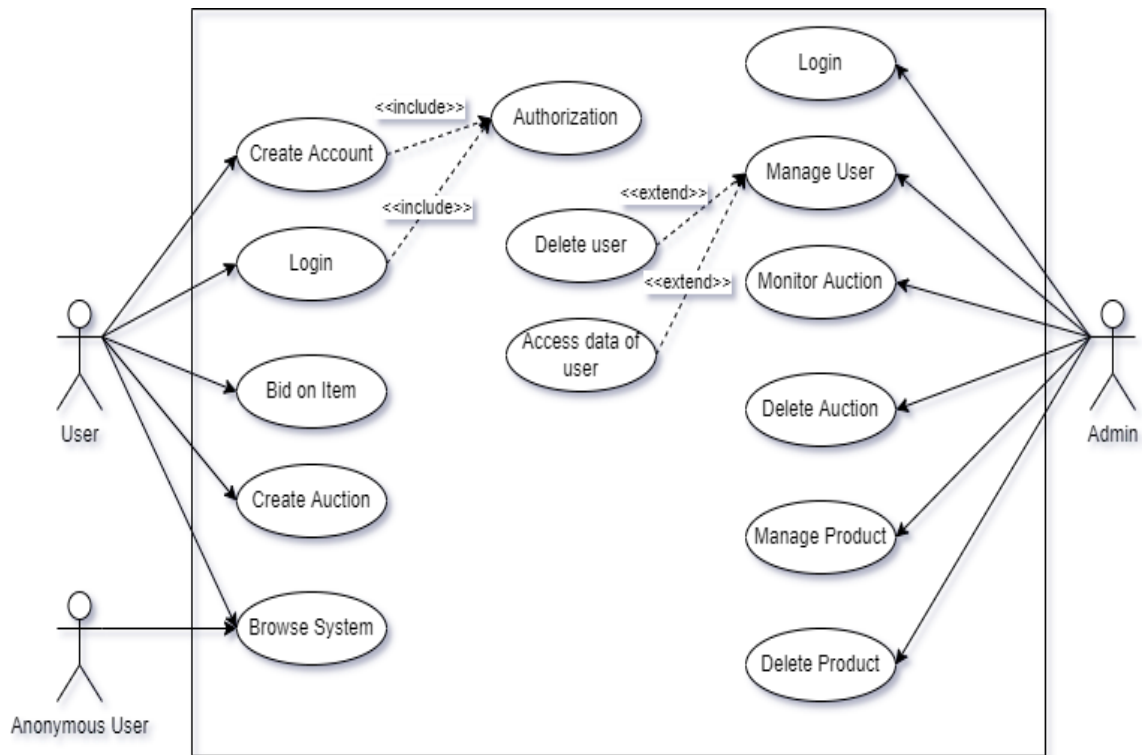 Login
<<include>>
Authorization
Create Account
Manage User
<<extend>>
<<include>>
Delete user
Login
<<extend>>
Monitor Auction
Access data of
user
Bid on Item
Delete Auction
User
Admin
Create Auction
Manage Product
Browse System
Delete Product
Anonymous User